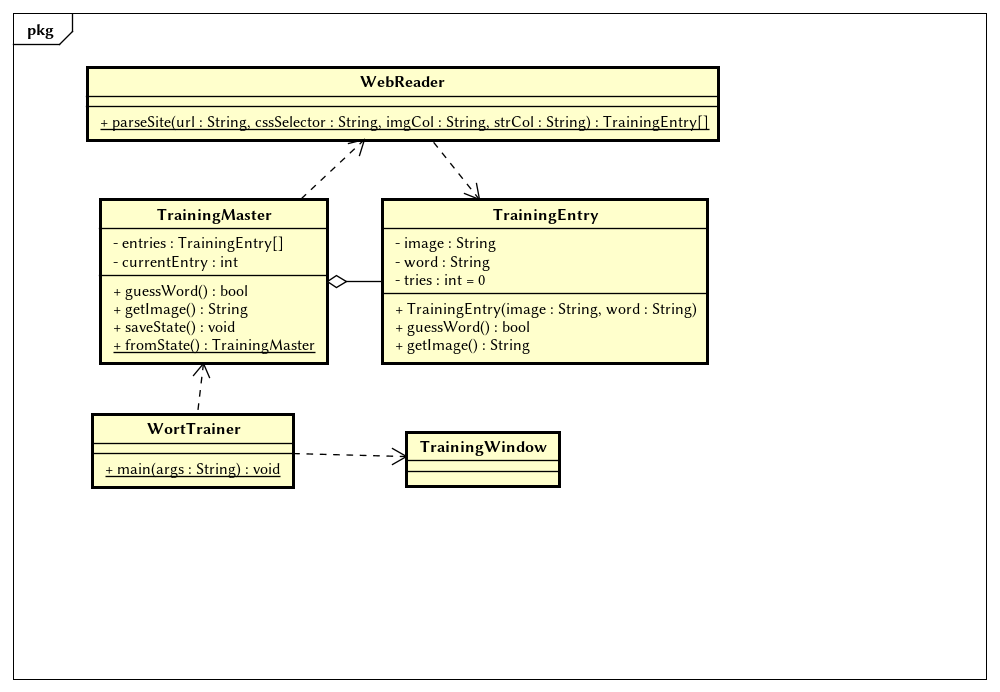 pkg
WebReader
+ parseSite(url : String, cssSelector : String, imgCol : String, strCol : String) : TrainingEntry[]
TrainingMaster
- entries : TrainingEntry[]
- currentEntry : int
+ guessWord() : bool
+ getImage() : String
+ saveState() : void
+ fromState() : TrainingMaster
TrainingEntry
- image : String
- word : String
- tries : int = 0
+ TrainingEntry(image : String, word : String)
+ guessWord() : bool
+ getImage() : String
WortTrainer
+ main(args : String) : void
TrainingWindow